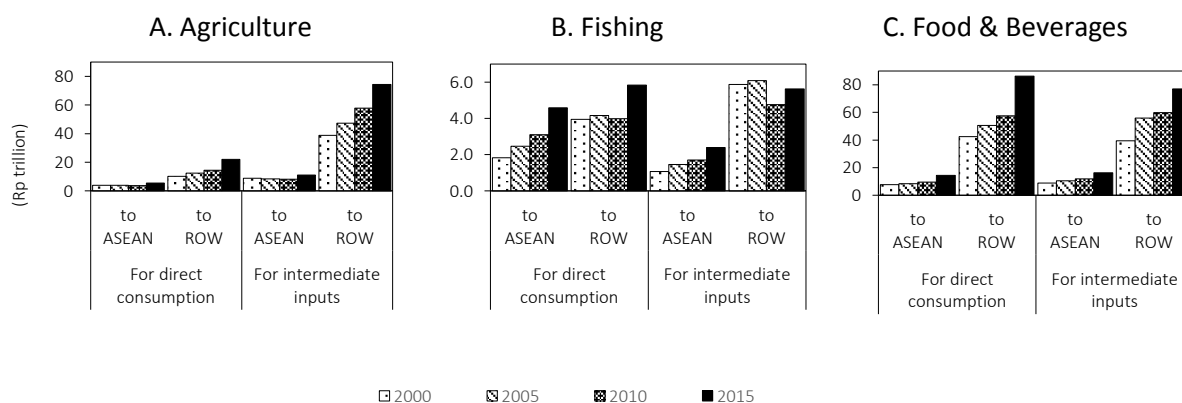 A. Agriculture
(Rp trillion)
80
60
40
20
0
to ASEAN
to ROW
to ASEAN
to ROW
For direct consumption
For intermediate inputs
B. Fishing
6.0
4.0
2.0
0.0
to ASEAN
to ROW
to ASEAN
to ROW
For direct consumption
For intermediate inputs
C. Food & Beverages
80
60
40
20
0
to ASEAN
to ROW
to ASEAN
to ROW
For direct consumption
For intermediate inputs
2000 2005 2010 2015